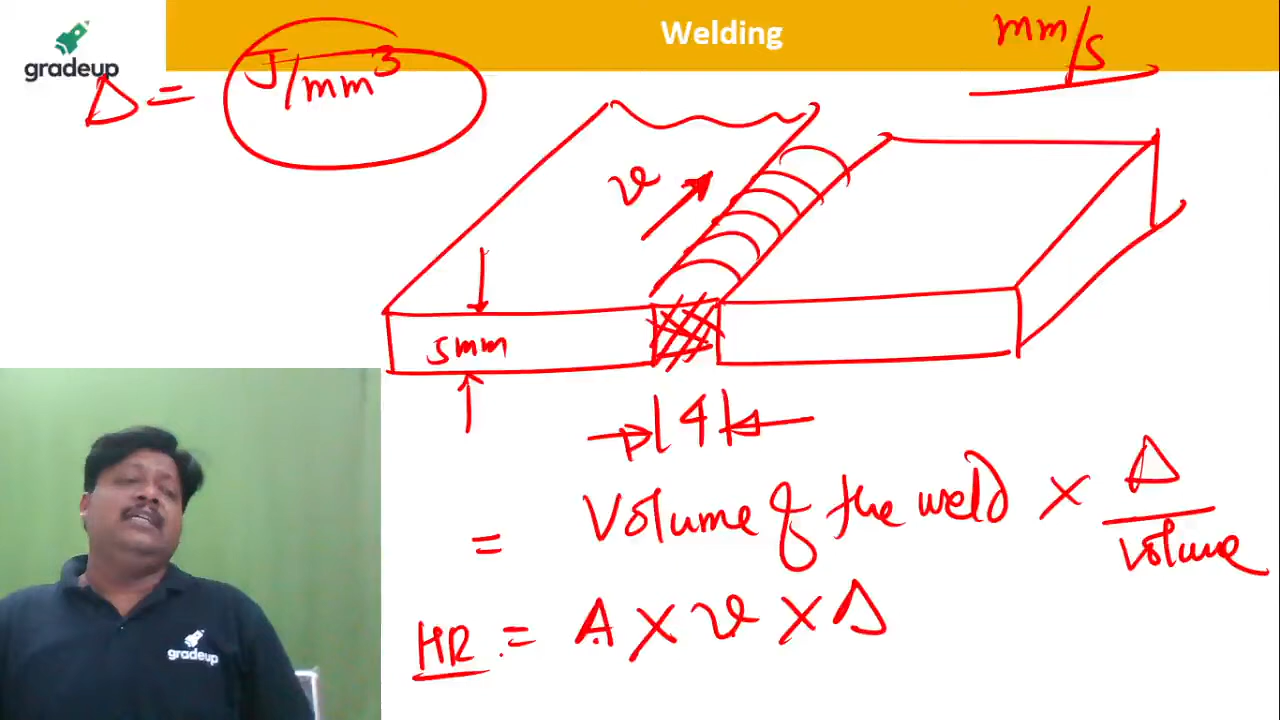 Welding
gradeup
mm/s
Δ = J/mm³
v
5mm
4
= Volume of the weld × Δ/Volume
HR = A × v × Δ
gradeup